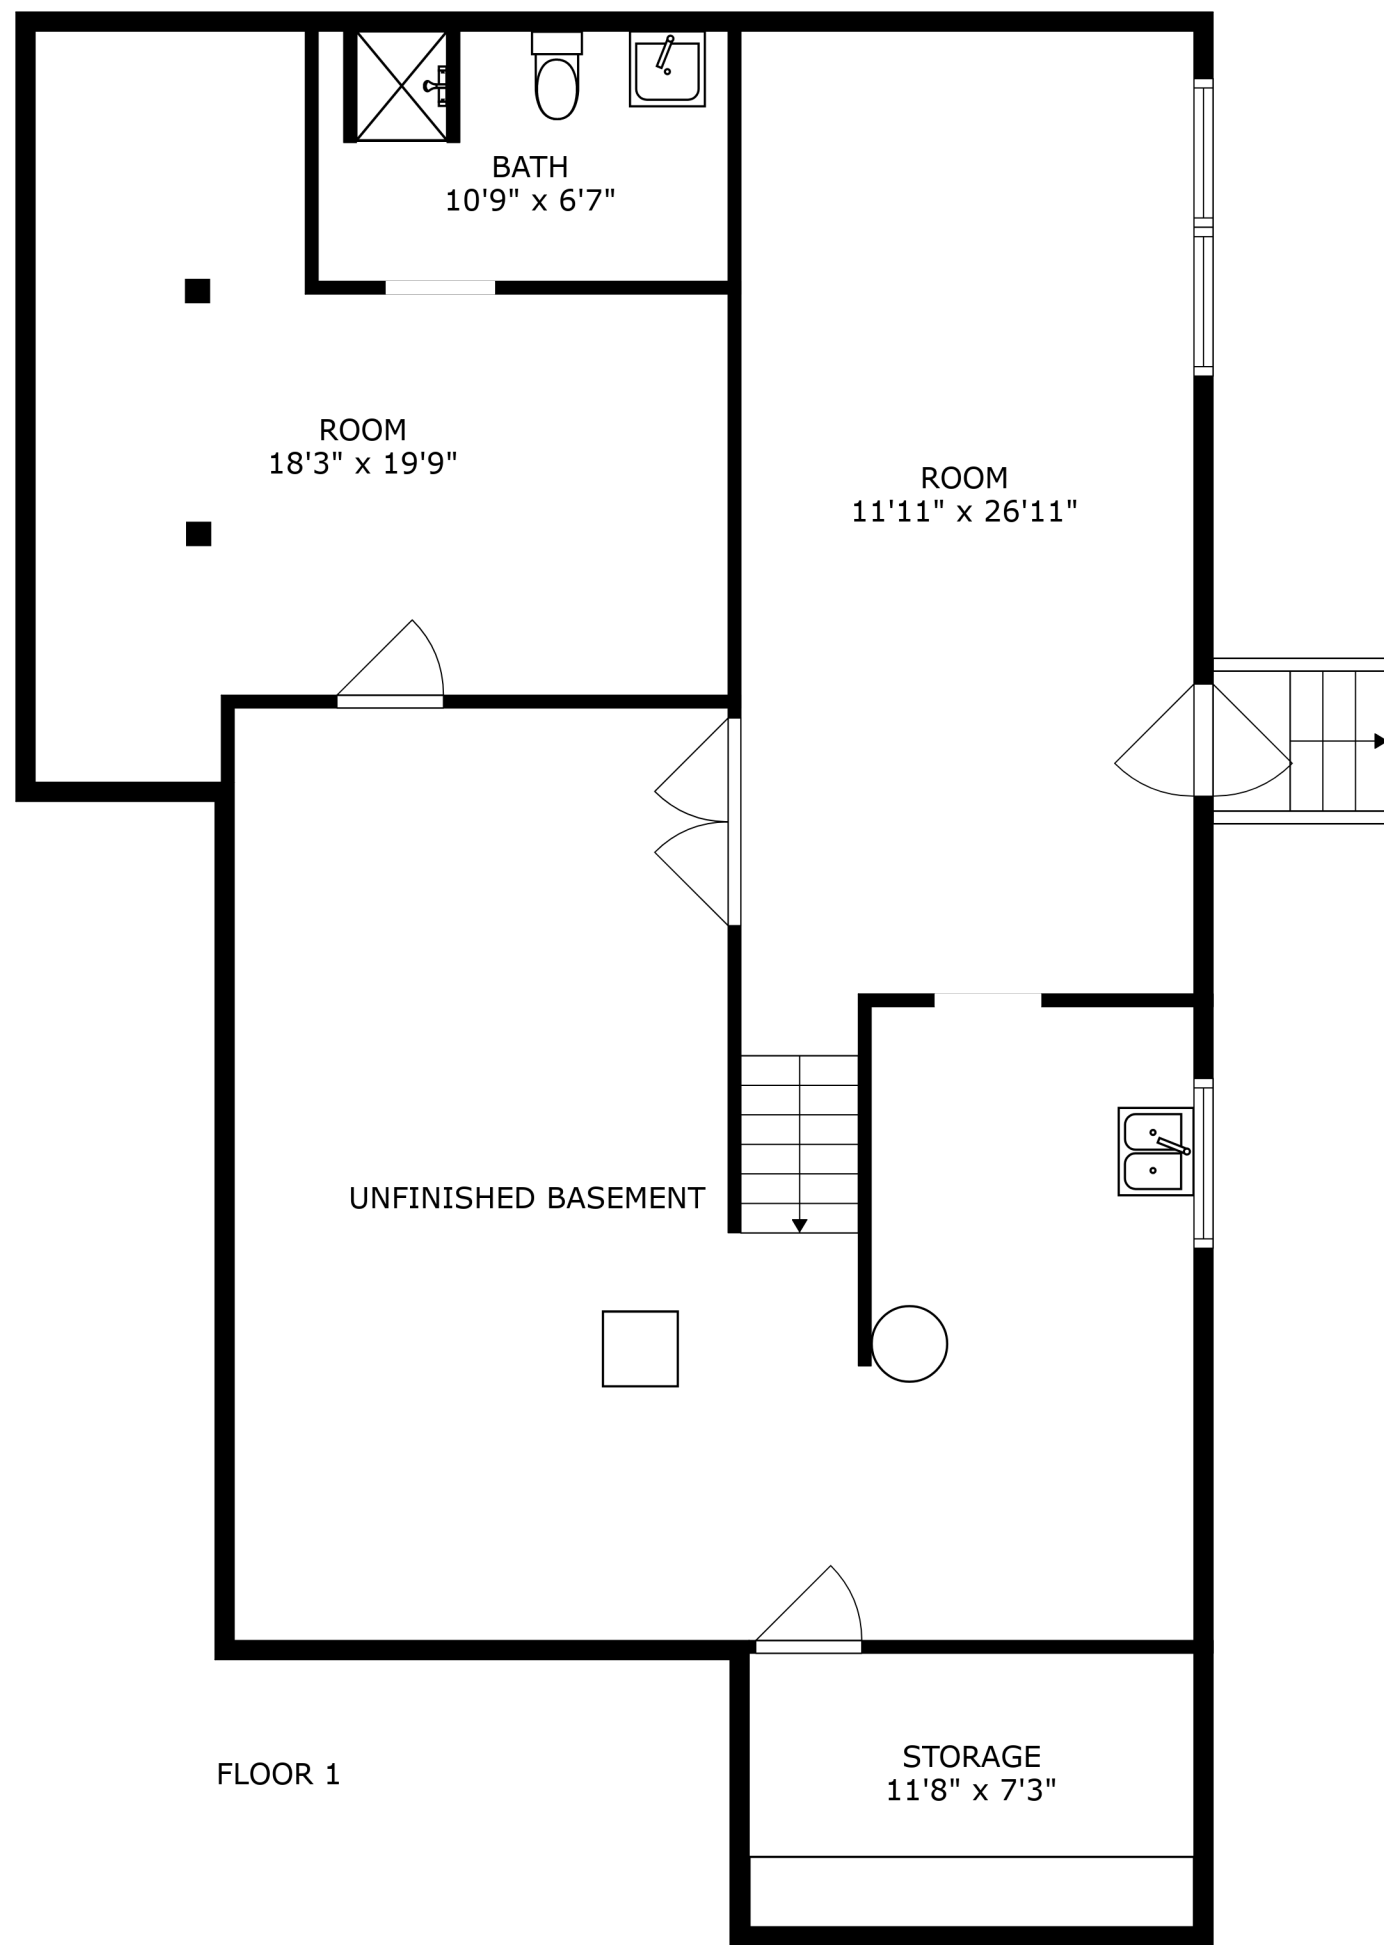 BATH
10'9" x 6'7"
ROOM
18'3" x 19'9"
ROOM
11'11" x 26'11"
UNFINISHED BASEMENT
STORAGE
11'8" x 7'3"
FLOOR 1